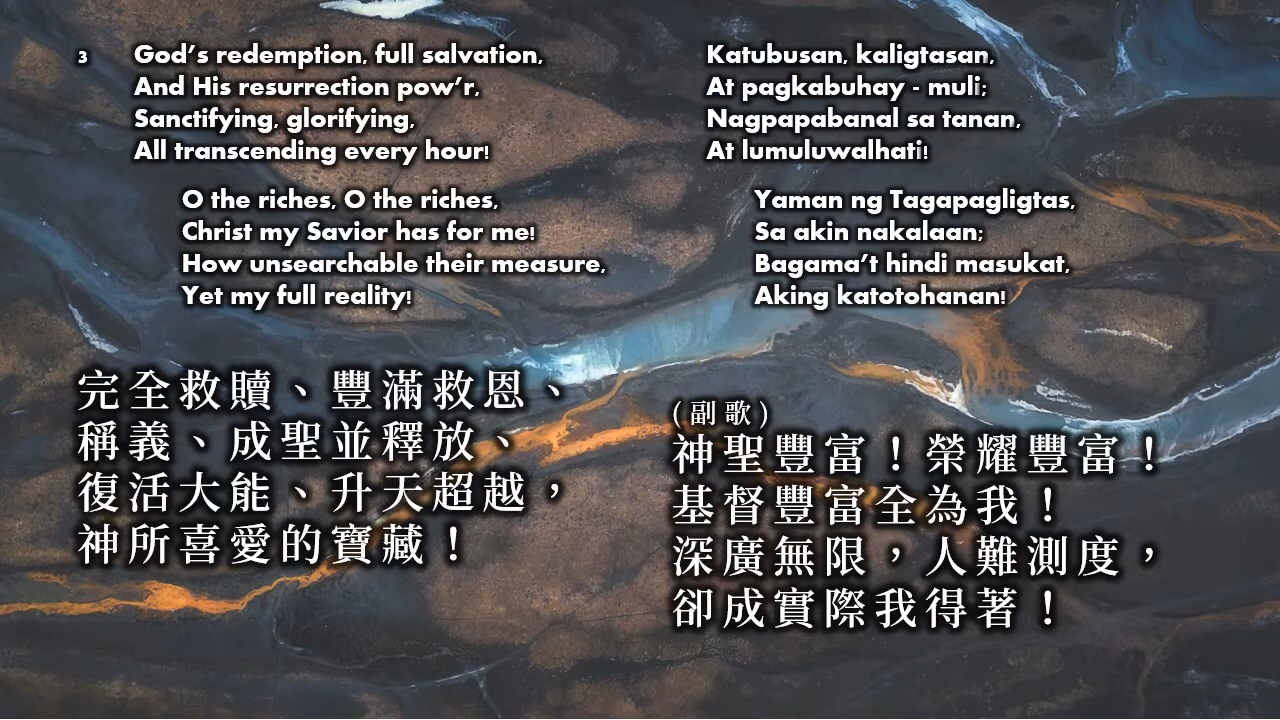 3 God's redemption, full salvation,
And His resurrection pow'r,
Sanctifying, glorifying,
All transcending every hour!
O the riches, O the riches,
Christ my Savior has for me!
How unsearchable their measure,
Yet my full reality!
Katubusan, kaligtasan,
At pagkabuhay - muli;
Nagpapabanal sa tanan,
At lumuluwalhati!
Yaman ng Tagapagligtas,
Sa akin nakalaan;
Bagama't hindi masukat,
Aking katotohanan!
完全救贖、豐滿救恩、
稱義、成聖並釋放、
復活大能、升天超越，
神所喜愛的寶藏！
(副歌)
神聖豐富！榮耀豐富！
基督豐富全為我！
深廣無限，人難測度，
卻成實際我得著！